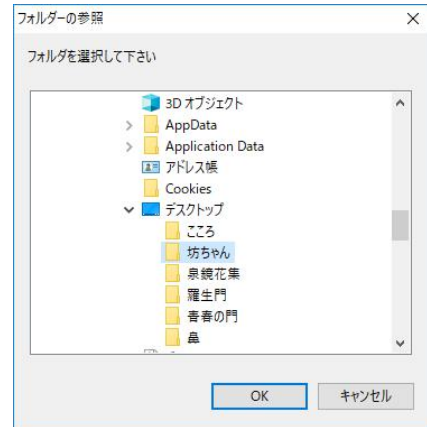 フォルダーの参照
フォルダを選択して下さい
3D オブジェクト
AppData
Application Data
アドレス帳
Cookies
デスクトップ
こころ
坊ちゃん
泉鏡花集
羅生門
青春の門
鼻
OK
キャンセル